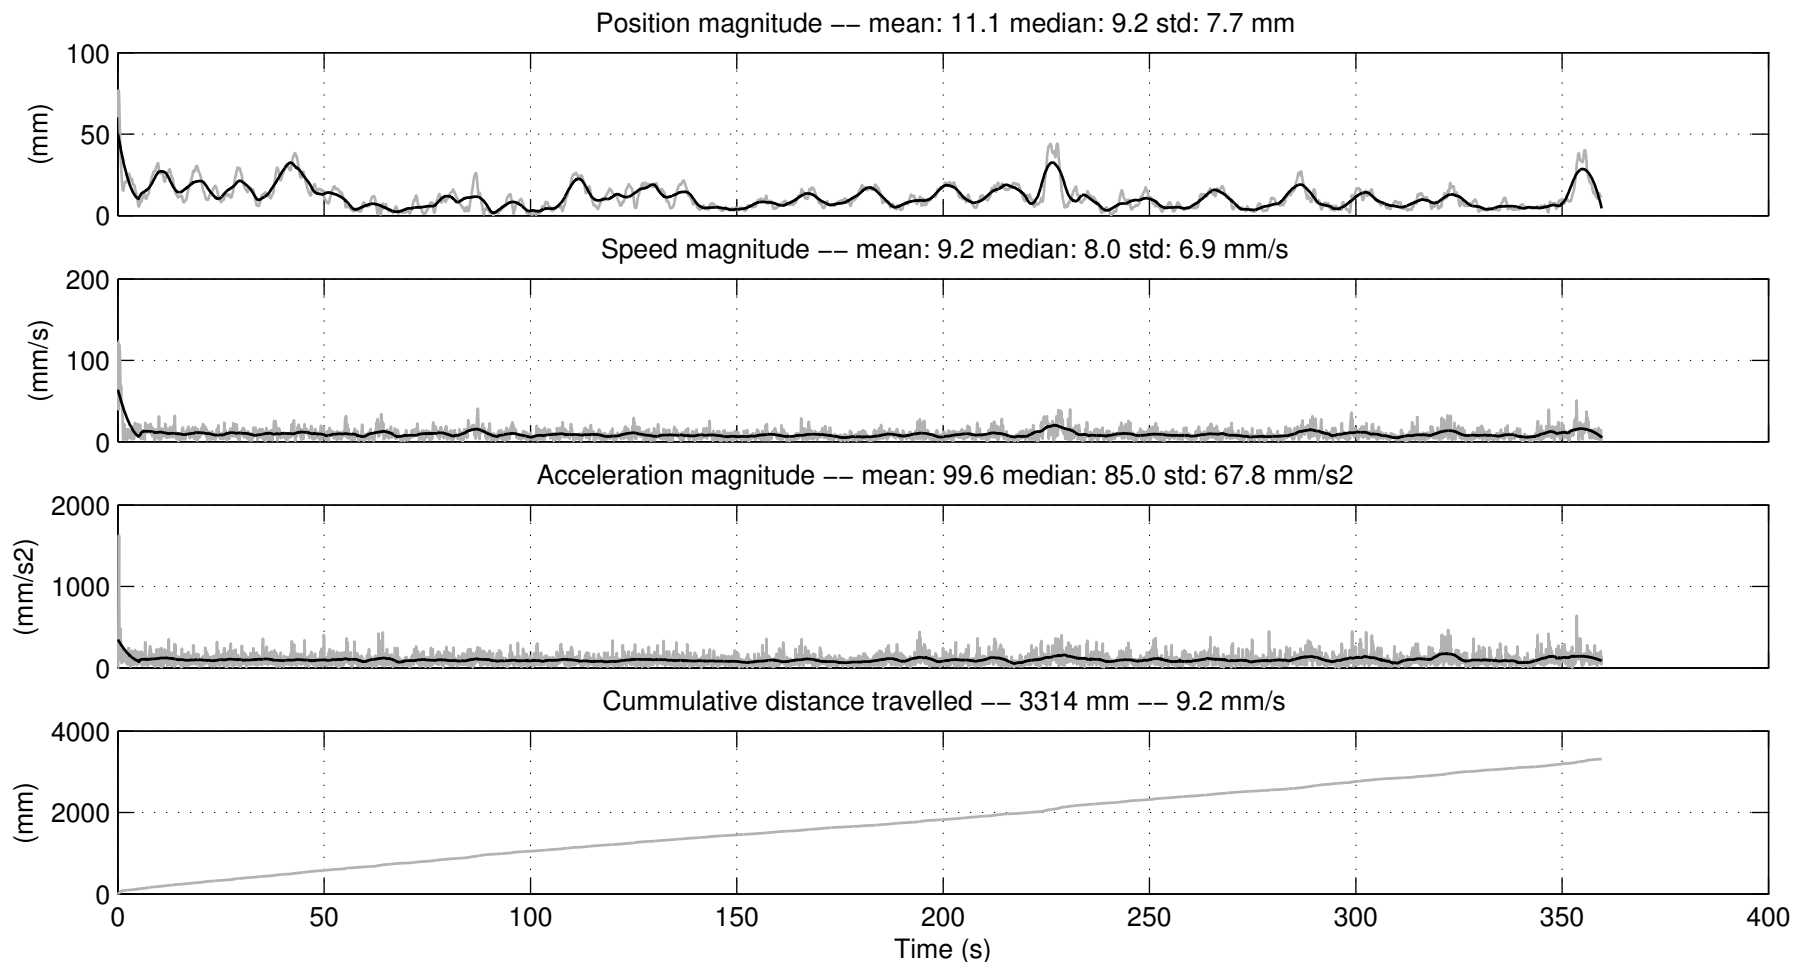 Position magnitude −− mean: 11.1 median: 9.2 std: 7.7 mm
100
50
0
(mm)
Speed magnitude −− mean: 9.2 median: 8.0 std: 6.9 mm/s
200
100
0
(mm/s)
Acceleration magnitude −− mean: 99.6 median: 85.0 std: 67.8 mm/s2
2000
1000
0
(mm/s2)
Cummulative distance travelled −− 3314 mm −− 9.2 mm/s
4000
2000
0
(mm)
0 50 100 150 200 250 300 350 400
Time (s)